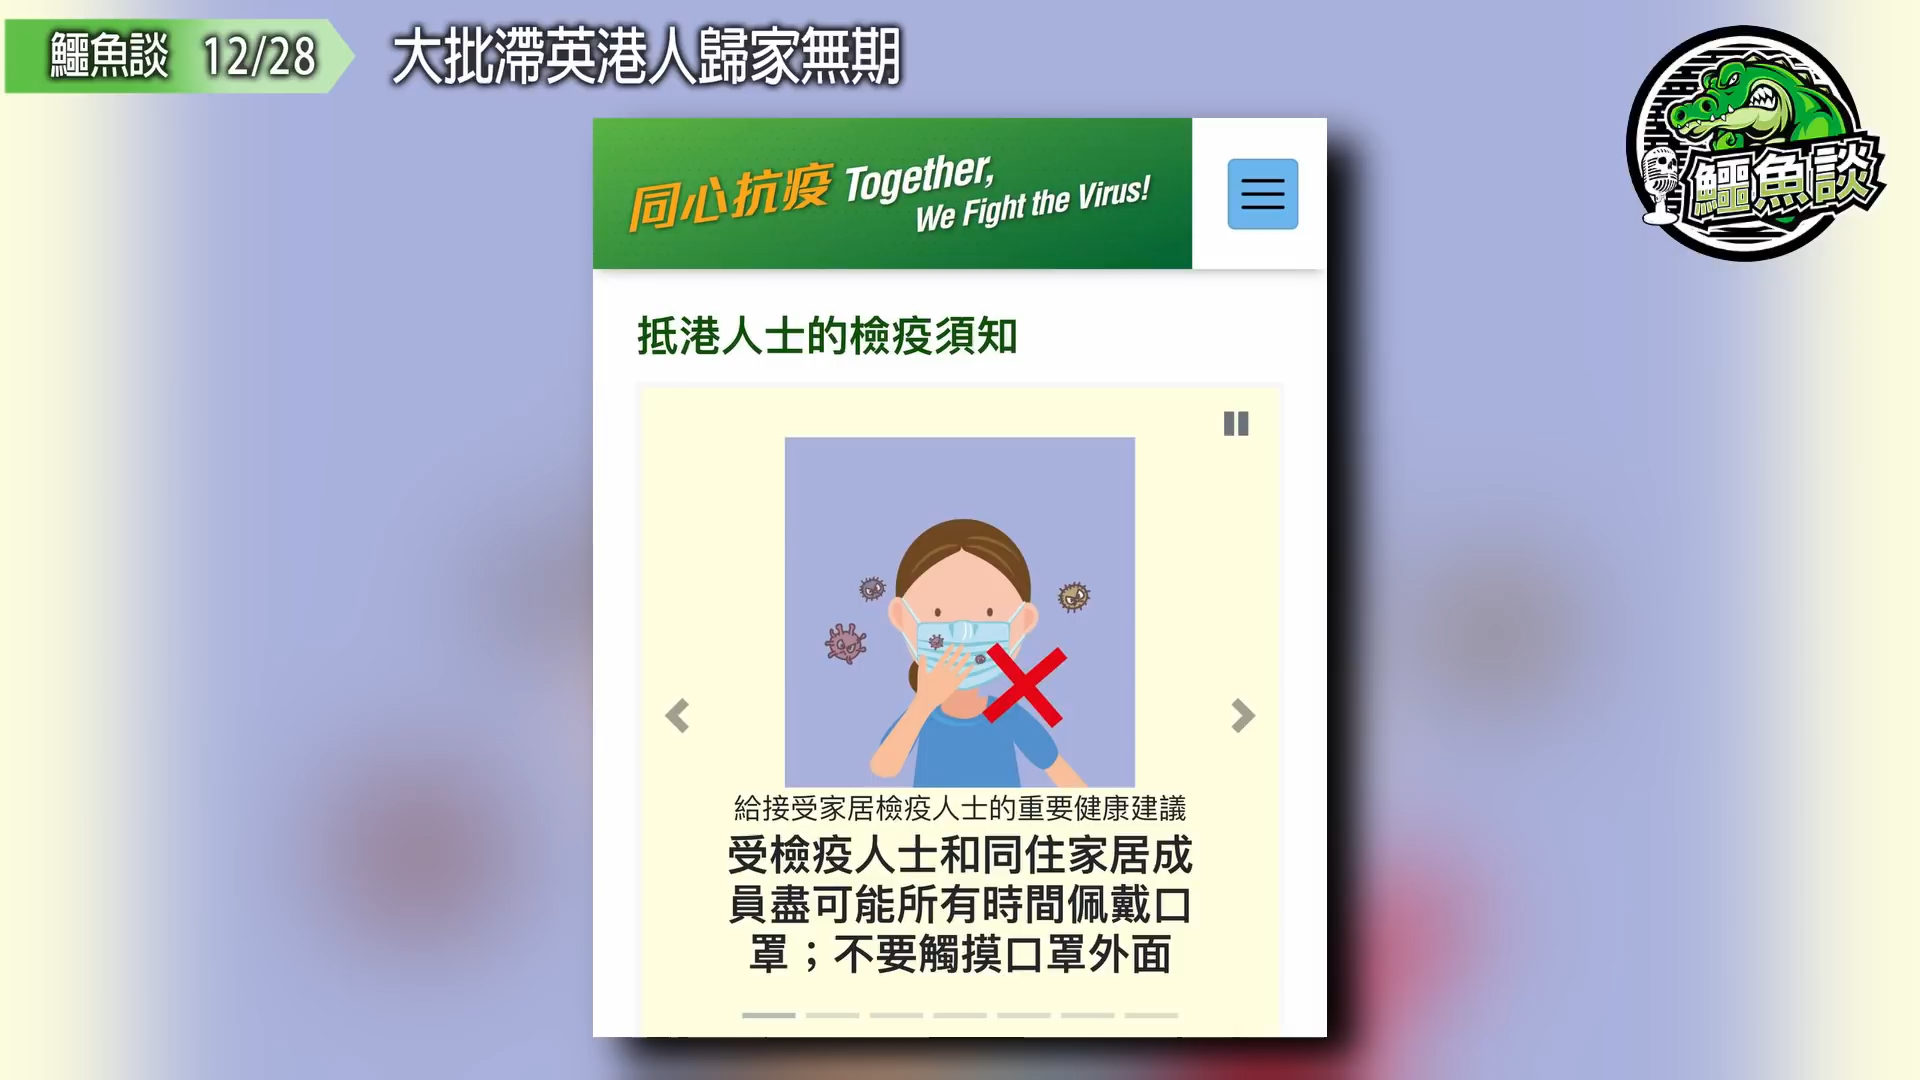 鱷魚談 12/28
大批滯英港人歸家無期
鱷魚談
同心抗疫 Together,
We Fight the Virus!
抵港人士的檢疫須知
給接受家居檢疫人士的重要健康建議
受檢疫人士和同住家居成
員盡可能所有時間佩戴口
罩；不要觸摸口罩外面